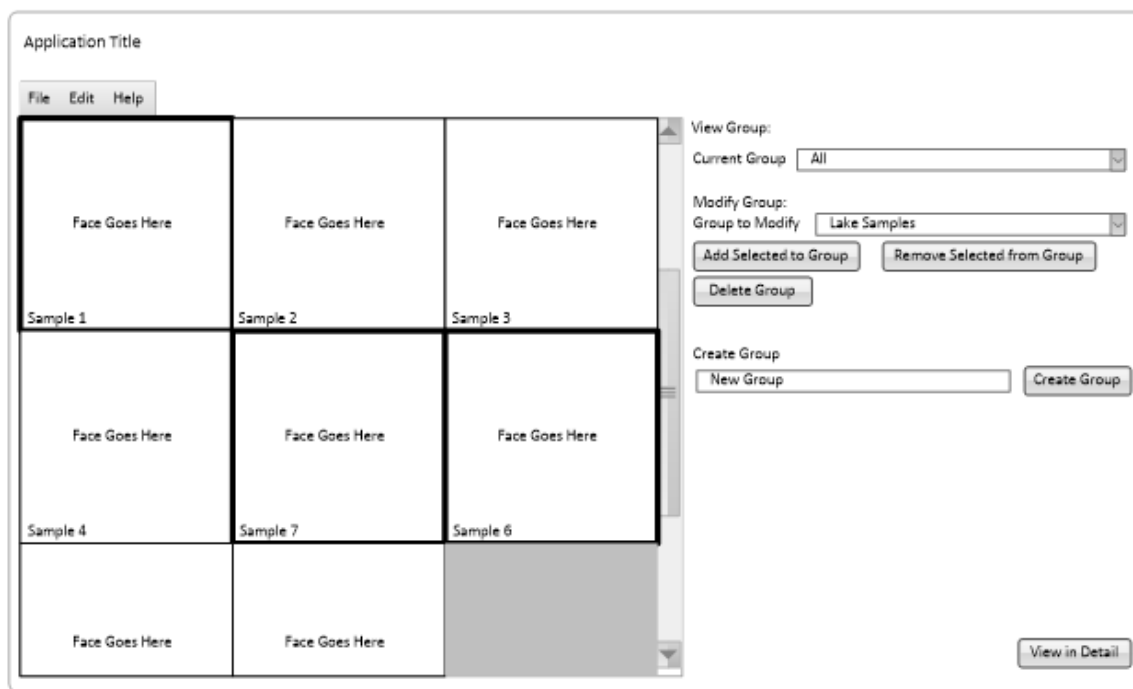 Application Title
File Edit Help
Face Goes Here Face Goes Here Face Goes Here
Sample 1 Sample 2 Sample 3
Face Goes Here Face Goes Here Face Goes Here
Sample 4 Sample 7 Sample 6
Face Goes Here Face Goes Here
View Group:
Current Group All
Modify Group:
Group to Modify Lake Samples
Add Selected to Group Remove Selected from Group
Delete Group
Create Group
New Group Create Group
View in Detail